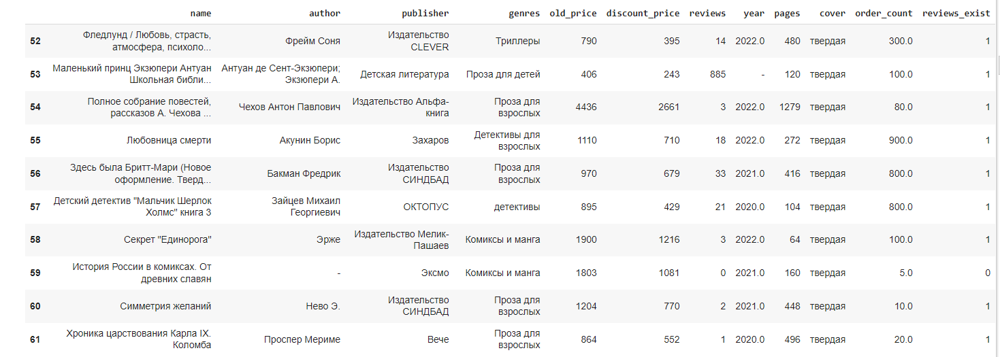 name author publisher genres old_price discount_price reviews year pages cover order_count reviews_exist
52 Фледлунд / Любовь, страсть, атмосфера, психоло... Фрейм Соня Издательство CLEVER Триллеры 790 395 14 2022.0 480 твердая 300.0 1
53 Маленький принц Экзюпери Антуан Школьная библи... Антуан де Сент-Экзюпери; Экзюпери А. Детская литература Проза для детей 406 243 885 - 120 твердая 100.0 1
54 Полное собрание повестей, рассказов А. Чехова ... Чехов Антон Павлович Издательство Альфа-книга Проза для взрослых 4436 2661 3 2022.0 1279 твердая 80.0 1
55 Любовница смерти Акунин Борис Захаров Детективы для взрослых 1110 710 18 2022.0 272 твердая 900.0 1
56 Здесь была Бритт-Мари (Новое оформление. Тверд... Бакман Фредрик Издательство СИНДБАД Проза для взрослых 970 679 33 2021.0 416 твердая 800.0 1
57 Детский детектив "Мальчик Шерлок Холмс" книга 3 Зайцев Михаил Георгиевич ОКТОПУС детективы 895 429 21 2020.0 104 твердая 800.0 1
58 Секрет "Единорога" Эрже Издательство Мелик-Пашаев Комиксы и манга 1900 1216 3 2022.0 64 твердая 100.0 1
59 История России в комиксах. От древних славян - Эксмо Комиксы и манга 1803 1081 0 2021.0 160 твердая 5.0 0
60 Симметрия желаний Нево Э. Издательство СИНДБАД Проза для взрослых 1204 770 2 2021.0 448 твердая 10.0 1
61 Хроника царствования Карла IX. Коломба Проспер Мериме Вече Проза для взрослых 864 552 1 2020.0 496 твердая 20.0 1